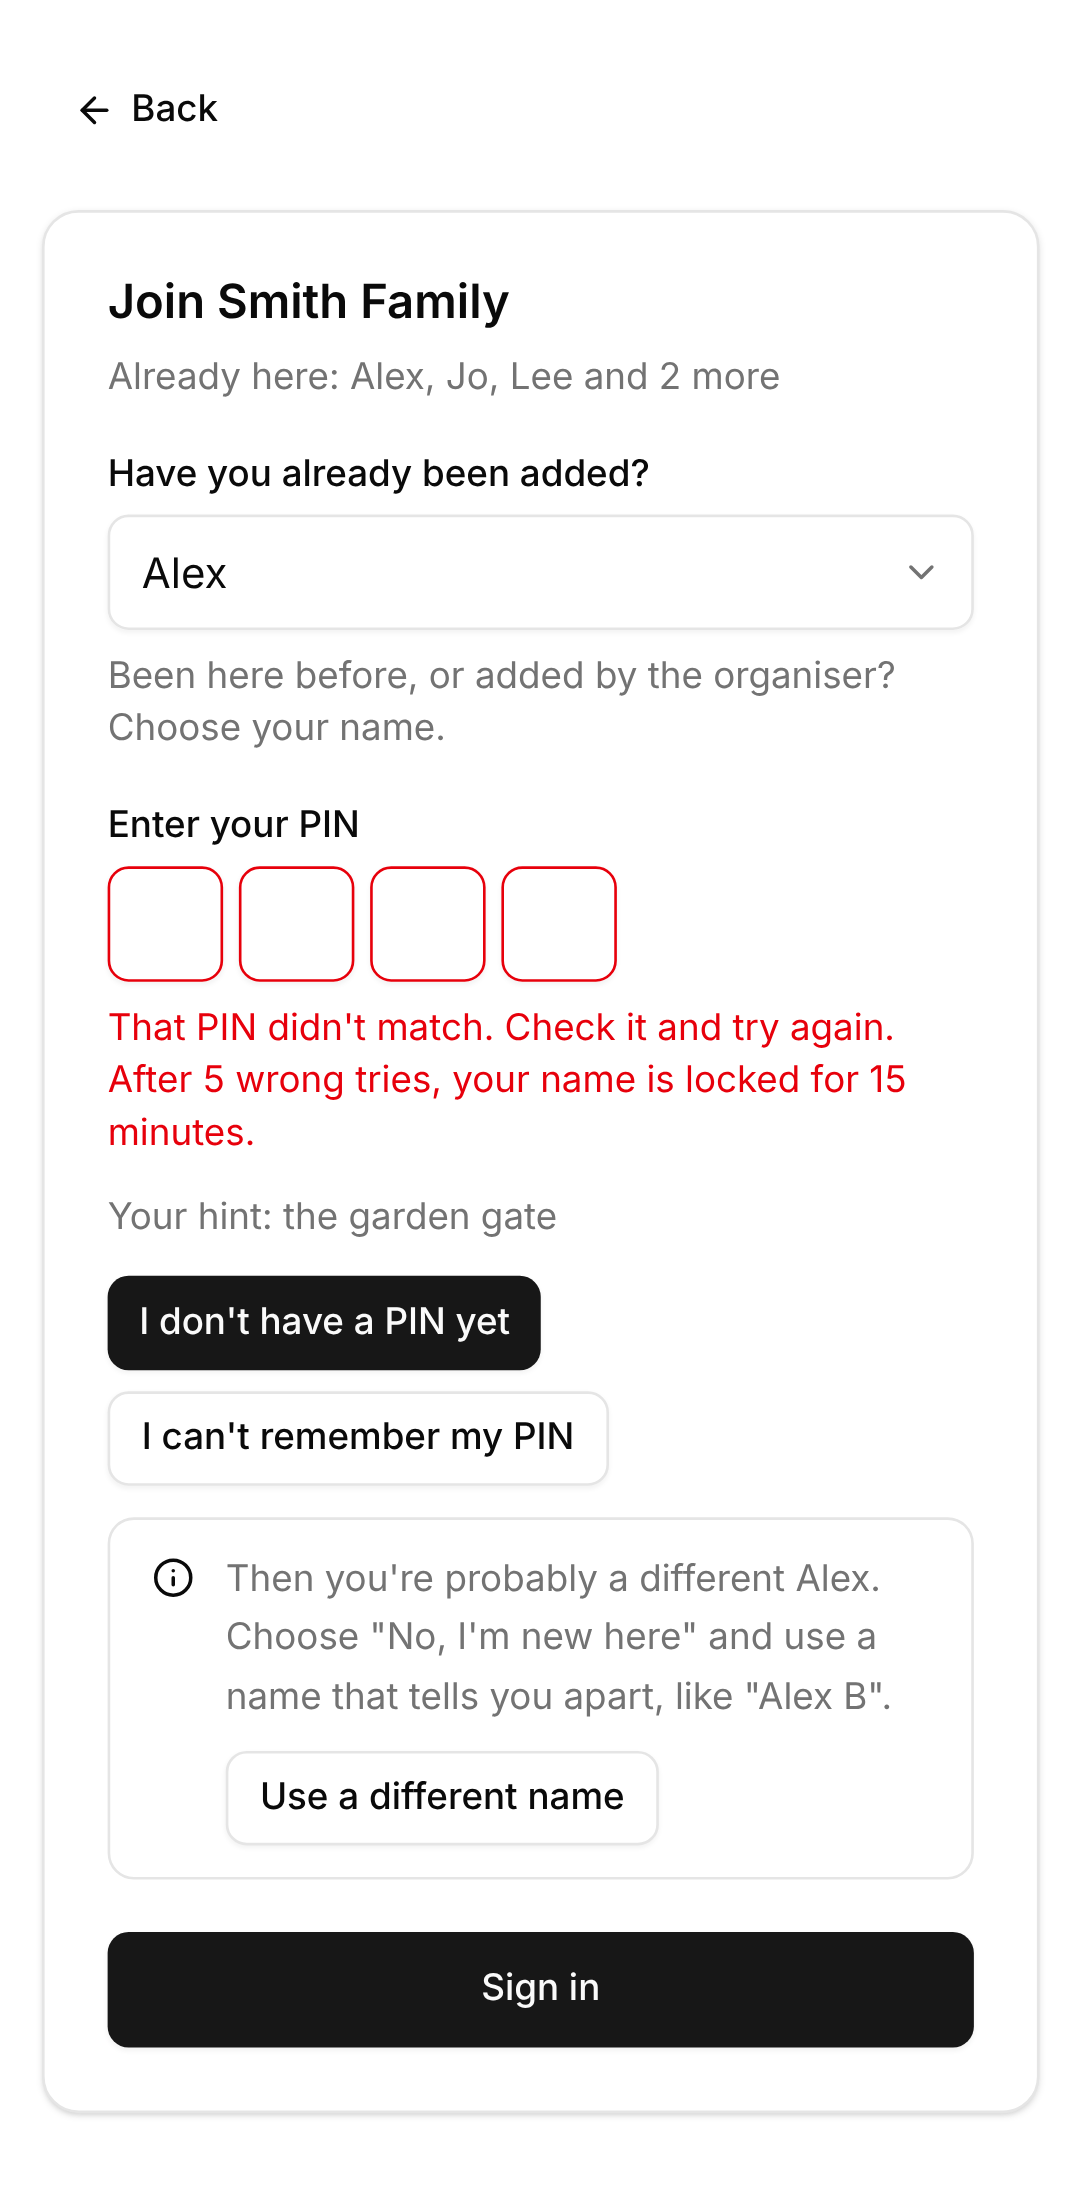 Back
Join Smith Family
Already here: Alex, Jo, Lee and 2 more
Have you already been added?
Alex
Been here before, or added by the organiser?
Choose your name.
Enter your PIN
That PIN didn't match. Check it and try again.
After 5 wrong tries, your name is locked for 15
minutes.
Your hint: the garden gate
I don't have a PIN yet
I can't remember my PIN
Then you're probably a different Alex.
Choose "No, I'm new here" and use a
name that tells you apart, like "Alex B".
Use a different name
Sign in